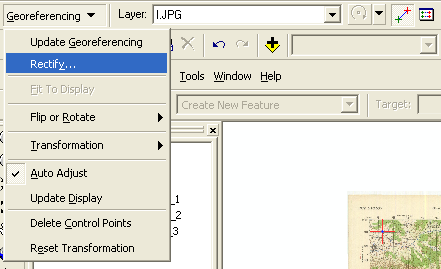 Georeferencing Layer: I.JPG
Update Georeferencing
Rectify...
Fit To Display
Tools Window Help
Create New Feature Target:
Flip or Rotate
Transformation
Auto Adjust
Update Display
_1
_2
_3
Delete Control Points
Reset Transformation